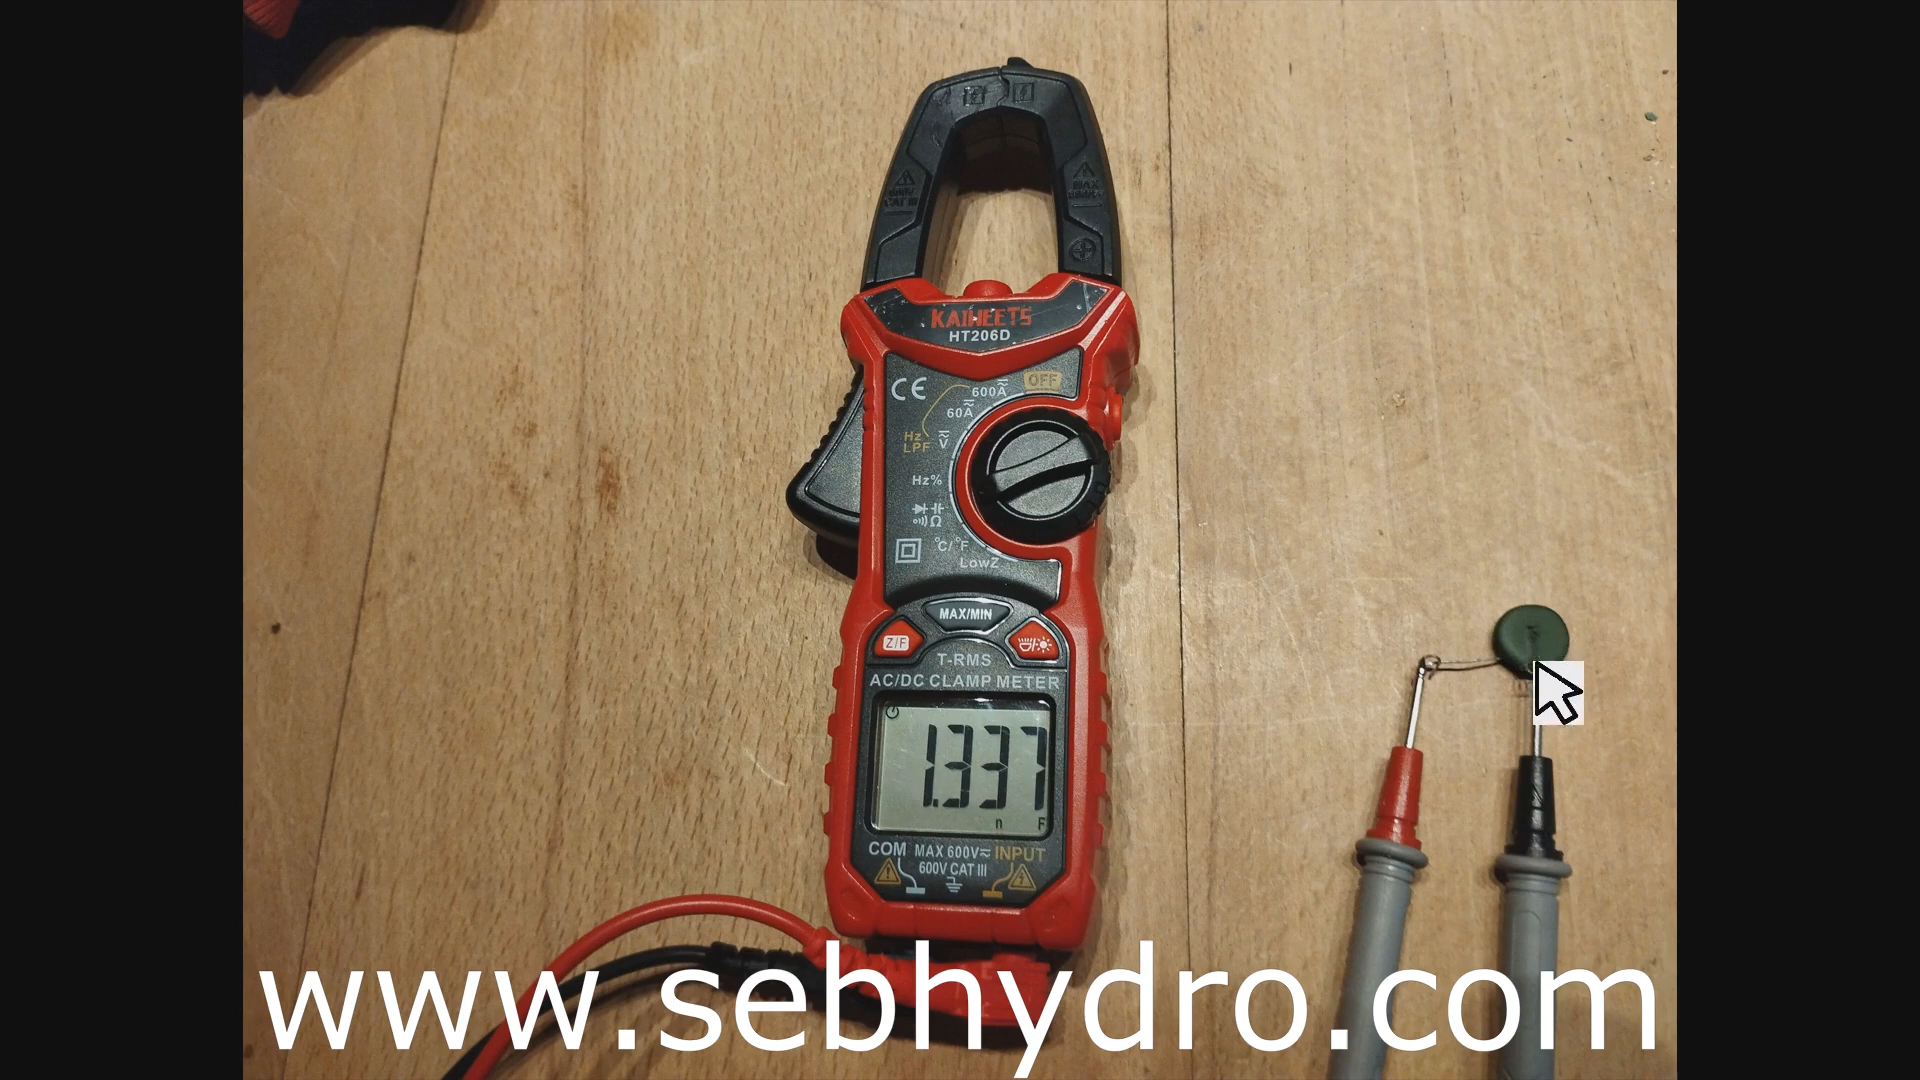 KAIWEETS
HT206D
CE
OFF
600A
60A
Hz
LPF
V
Hz%
Ω
°C/°F
LowZ
MAX/MIN
Z/F
T-RMS
AC/DC CLAMP METER
1.337
n F
COM MAX 600V INPUT
600V CAT III
www.sebhydro.com